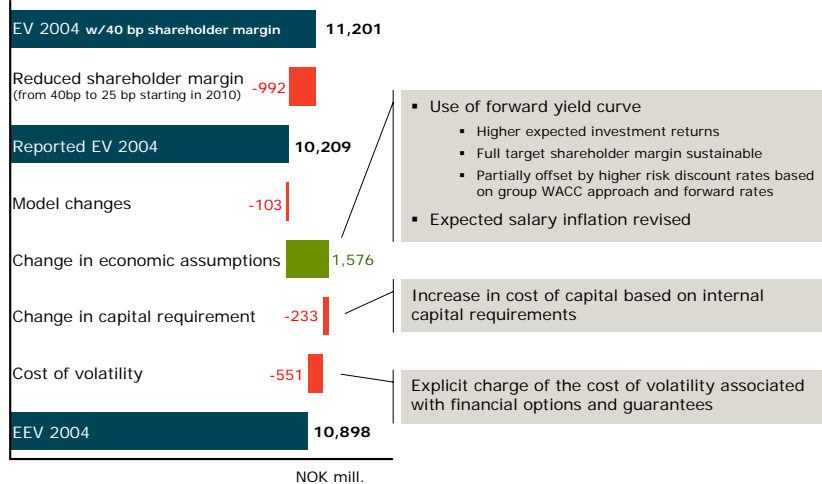 EV 2004 w/40 bp shareholder margin 11,201
Reduced shareholder margin -992
(from 40bp to 25 bp starting in 2010)
Reported EV 2004 10,209
Model changes -103
Change in economic assumptions 1,576
Change in capital requirement -233
Cost of volatility -551
EEV 2004 10,898
NOK mill.
▪ Use of forward yield curve
▪ Higher expected investment returns
▪ Full target shareholder margin sustainable
▪ Partially offset by higher risk discount rates based
on group WACC approach and forward rates
▪ Expected salary inflation revised
Increase in cost of capital based on internal
capital requirements
Explicit charge of the cost of volatility associated
with financial options and guarantees